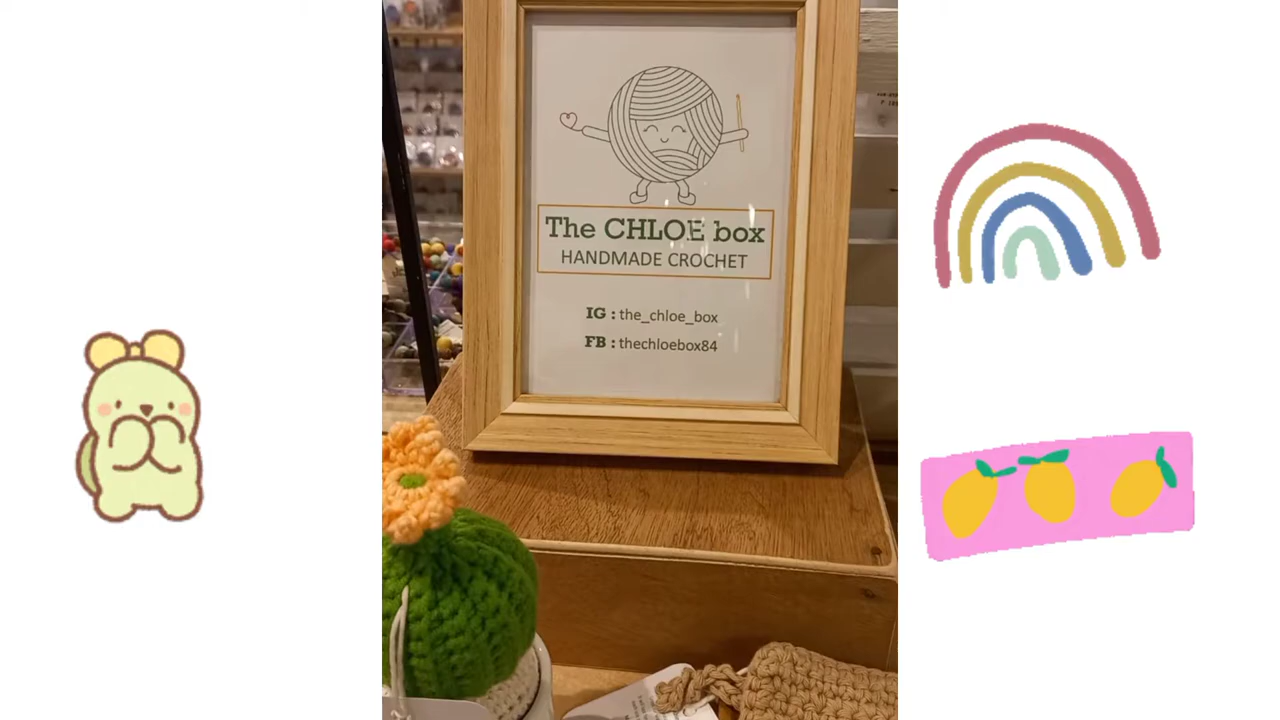 The CHLOE box
HANDMADE CROCHET
IG : the_chloe_box
FB : thechloebox84